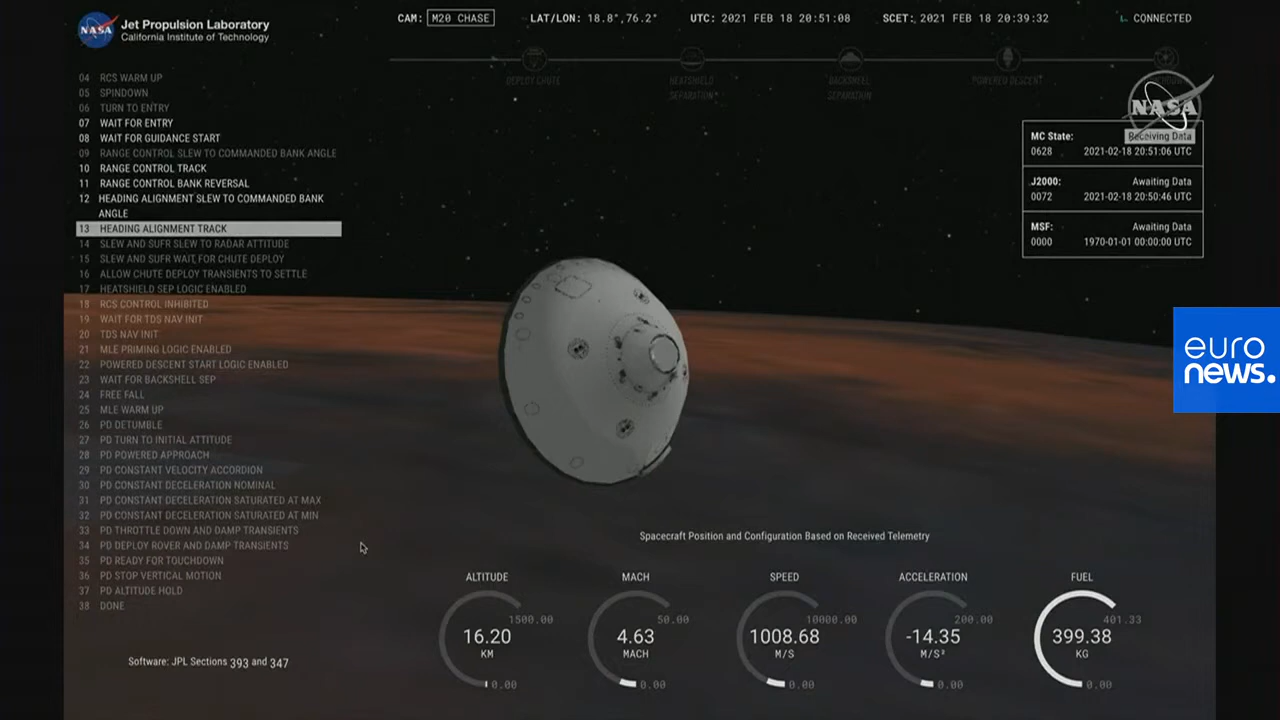 NASA
Jet Propulsion Laboratory
California Institute of Technology
CAM: M20 CHASE LAT/LON: 18.8°,76.2° UTC: 2021 FEB 18 20:51:08 SCET: 2021 FEB 18 20:39:32 CONNECTED
DEPLOY CHUTE
HEATSHIELD
SEPARATION
BACKSHELL
SEPARATION
POWERED DESCENT
NASA
04 RCS WARM UP
05 SPINDOWN
06 TURN TO ENTRY
07 WAIT FOR ENTRY
08 WAIT FOR GUIDANCE START
09 RANGE CONTROL SLEW TO COMMANDED BANK ANGLE
10 RANGE CONTROL TRACK
11 RANGE CONTROL BANK REVERSAL
12 HEADING ALIGNMENT SLEW TO COMMANDED BANK
ANGLE
13 HEADING ALIGNMENT TRACK
14 SLEW AND SUFR SLEW TO RADAR ATTITUDE
15 SLEW AND SUFR WAIT FOR CHUTE DEPLOY
16 ALLOW CHUTE DEPLOY TRANSIENTS TO SETTLE
17 HEATSHIELD SEP LOGIC ENABLED
18 RCS CONTROL INHIBITED
19 WAIT FOR TDS NAV INIT
20 TDS NAV INIT
21 MLE PRIMING LOGIC ENABLED
22 POWERED DESCENT START LOGIC ENABLED
23 WAIT FOR BACKSHELL SEP
24 FREE FALL
25 MLE WARM UP
26 PD DETUMBLE
27 PD TURN TO INITIAL ATTITUDE
28 PD POWERED APPROACH
29 PD CONSTANT VELOCITY ACCORDION
30 PD CONSTANT DECELERATION NOMINAL
31 PD CONSTANT DECELERATION SATURATED AT MAX
32 PD CONSTANT DECELERATION SATURATED AT MIN
33 PD THROTTLE DOWN AND DAMP TRANSIENTS
34 PD DEPLOY ROVER AND DAMP TRANSIENTS
35 PD READY FOR TOUCHDOWN
36 PD STOP VERTICAL MOTION
37 PD ALTITUDE HOLD
38 DONE
Software: JPL Sections 393 and 347
MC State: Receiving Data
0628 2021-02-18 20:51:06 UTC
J2000: Awaiting Data
0072 2021-02-18 20:50:46 UTC
MSF: Awaiting Data
0000 1970-01-01 00:00:00 UTC
euro
news.
Spacecraft Position and Configuration Based on Received Telemetry
ALTITUDE MACH SPEED ACCELERATION FUEL
1500.00 50.00 10000.00 200.00 401.33
16.20 4.63 1008.68 -14.35 399.38
KM MACH M/S M/S² KG
0.00 0.00 0.00 0.00 0.00